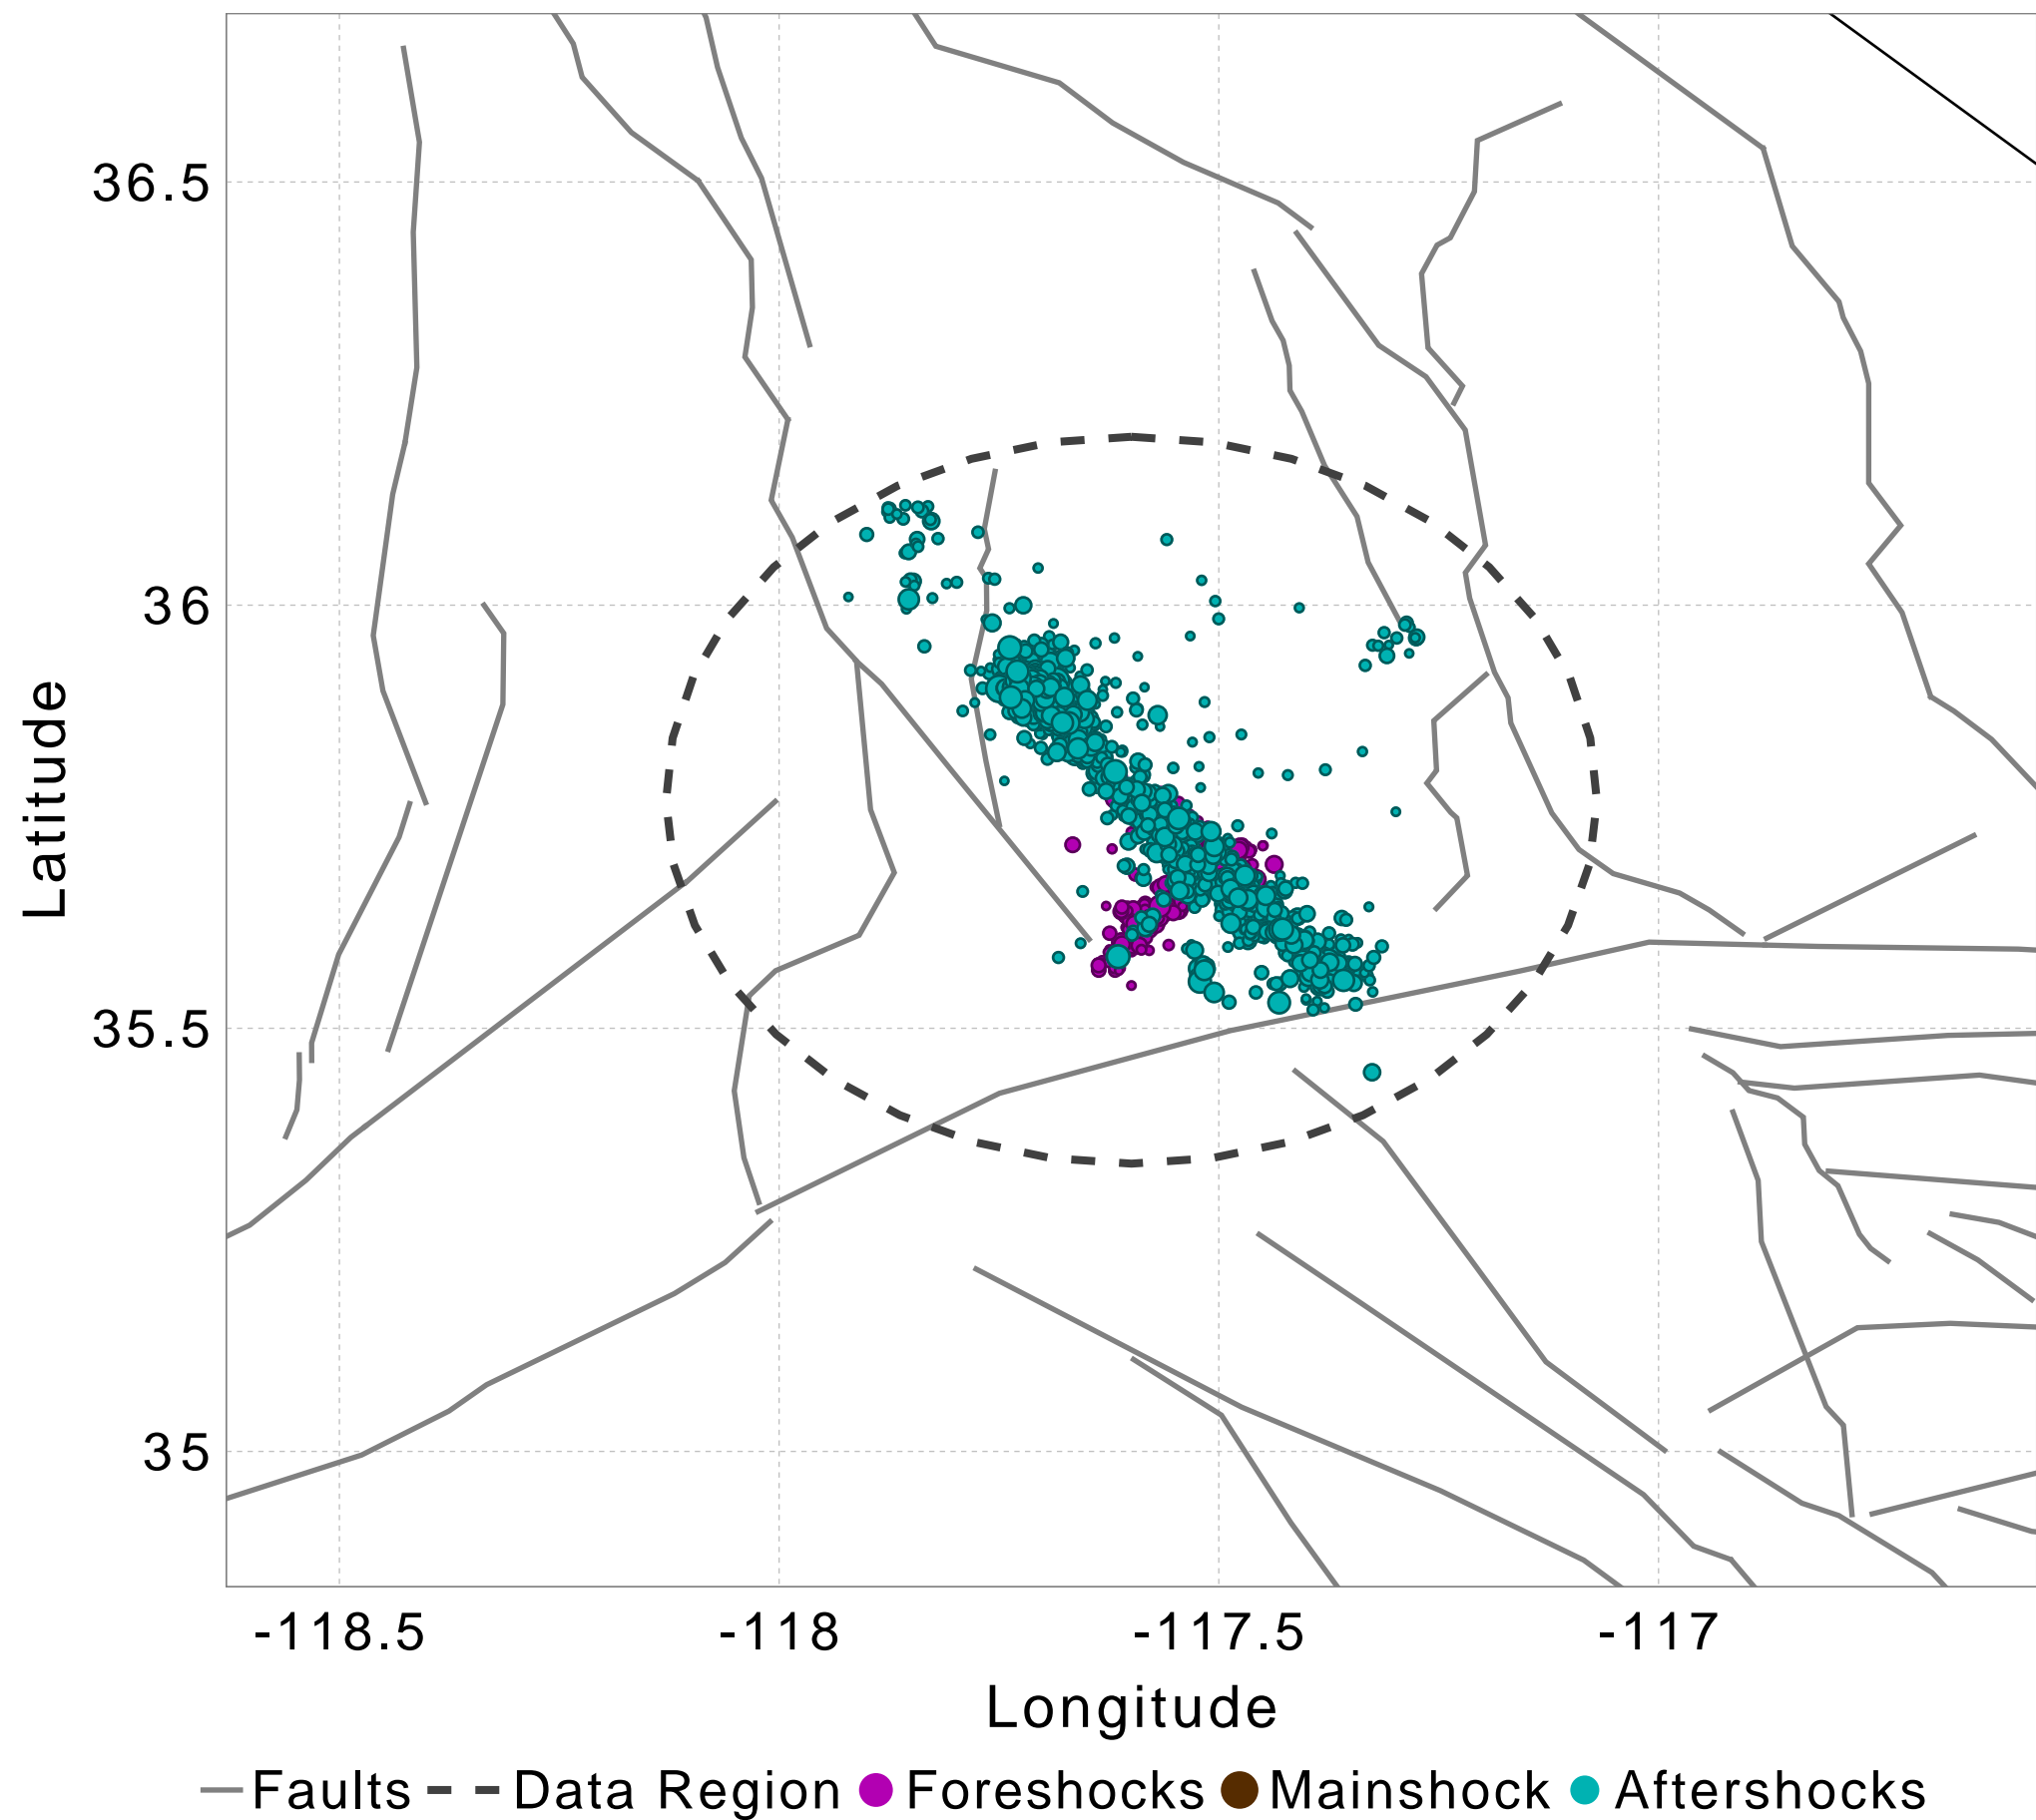 36.5
36
35.5
35
Latitude
-118.5 -118 -117.5 -117
Longitude
Faults Data Region Foreshocks Mainshock Aftershocks